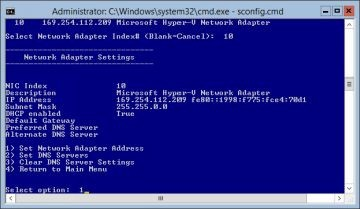 Administrator: C:\Windows\system32\cmd.exe - sconfig.cmd
10 169.254.112.209 Microsoft Hyper-V Network Adapter
Select Network Adapter Index# (Blank=Cancel): 10
--------------------------------
Network Adapter Settings
--------------------------------
NIC Index 10
Description Microsoft Hyper-V Network Adapter
IP Address 169.254.112.209 fe80::1998:f775:fce4:70d1
Subnet Mask 255.255.0.0
DHCP enabled True
Default Gateway
Preferred DNS Server
Alternate DNS Server
1) Set Network Adapter Address
2) Set DNS Servers
3) Clear DNS Server Settings
4) Return to Main Menu
Select option: 1